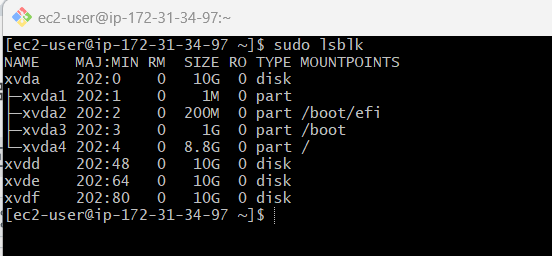 ec2-user@ip-172-31-34-97:~
[ec2-user@ip-172-31-34-97 ~]$ sudo lsblk
NAME    MAJ:MIN RM  SIZE RO TYPE MOUNTPOINTS
xvda    202:0    0   10G  0 disk
├─xvda1 202:1    0    1M  0 part
├─xvda2 202:2    0  200M  0 part /boot/efi
├─xvda3 202:3    0    1G  0 part /boot
└─xvda4 202:4    0  8.8G  0 part /
xvdd    202:48   0   10G  0 disk
xvde    202:64   0   10G  0 disk
xvdf    202:80   0   10G  0 disk
[ec2-user@ip-172-31-34-97 ~]$